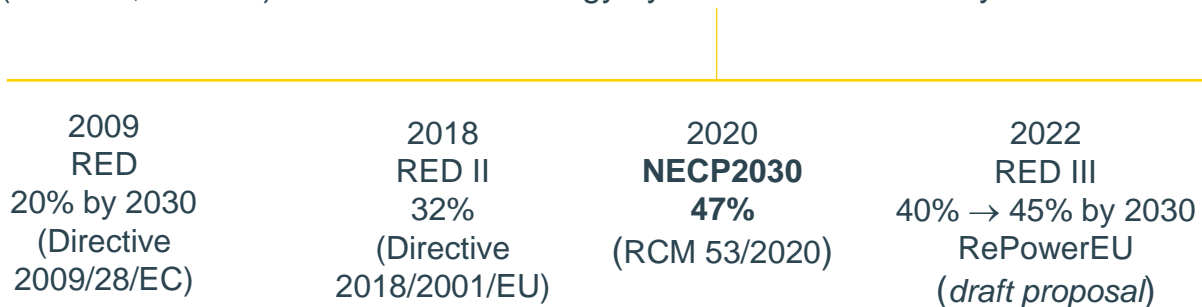 2009
RED
20% by 2030
(Directive
2009/28/EC)
2018
RED II
32%
(Directive
2018/2001/EU)
2020
NECP2030
47%
(RCM 53/2020)
2022
RED III
40% → 45% by 2030
RePowerEU
(draft proposal)